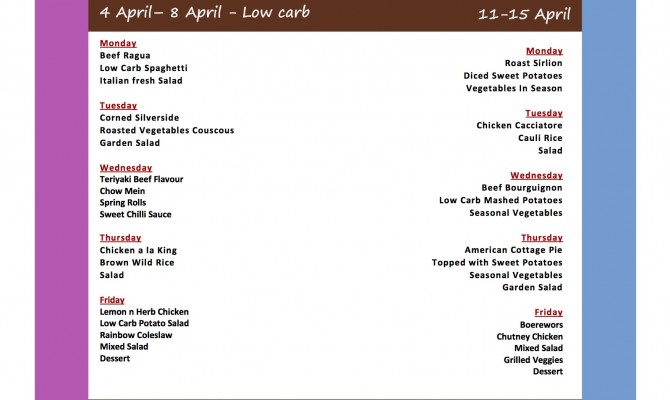 4 April– 8 April - Low carb
Monday
Beef Ragua
Low Carb Spaghetti
Italian fresh Salad
Tuesday
Corned Silverside
Roasted Vegetables Couscous
Garden Salad
Wednesday
Teriyaki Beef Flavour
Chow Mein
Spring Rolls
Sweet Chilli Sauce
Thursday
Chicken a la King
Brown Wild Rice
Salad
Friday
Lemon n Herb Chicken
Low Carb Potato Salad
Rainbow Coleslaw
Mixed Salad
Dessert
11-15 April
Monday
Roast Sirlion
Diced Sweet Potatoes
Vegetables In Season
Tuesday
Chicken Cacciatore
Cauli Rice
Salad
Wednesday
Beef Bourguignon
Low Carb Mashed Potatoes
Seasonal Vegetables
Thursday
American Cottage Pie
Topped with Sweet Potatoes
Seasonal Vegetables
Garden Salad
Friday
Boerewors
Chutney Chicken
Mixed Salad
Grilled Veggies
Dessert